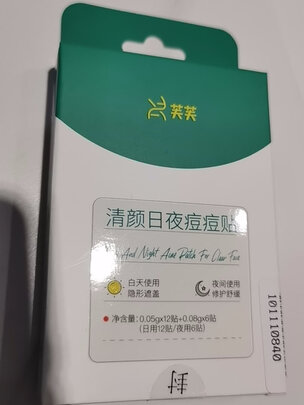 芙芙
清颜日夜痘痘贴
And Night Acne Patch For Clear Face
白天使用
隐形遮盖
夜间使用
修护舒缓
净含量:0.05gx12贴+0.08gx6贴
(日用12贴/夜用6贴)
封
101110840